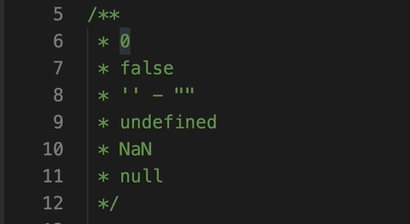 5 /**
6 * 0
7 * false
8 * '' – ""
9 * undefined
10 * NaN
11 * null
12 */